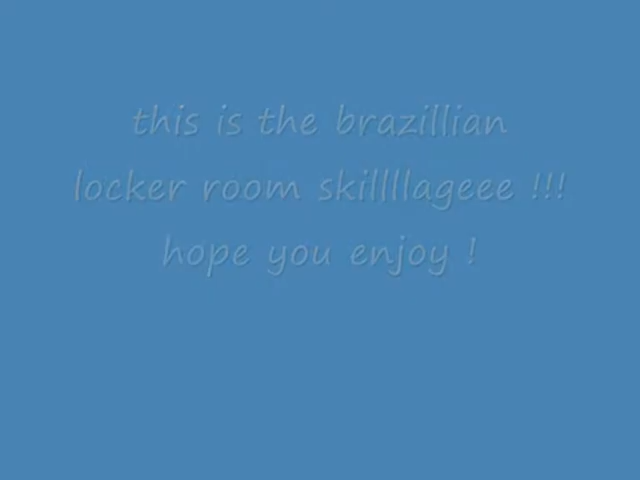 this is the brazillian
locker room skillllageee !!!
hope you enjoy !